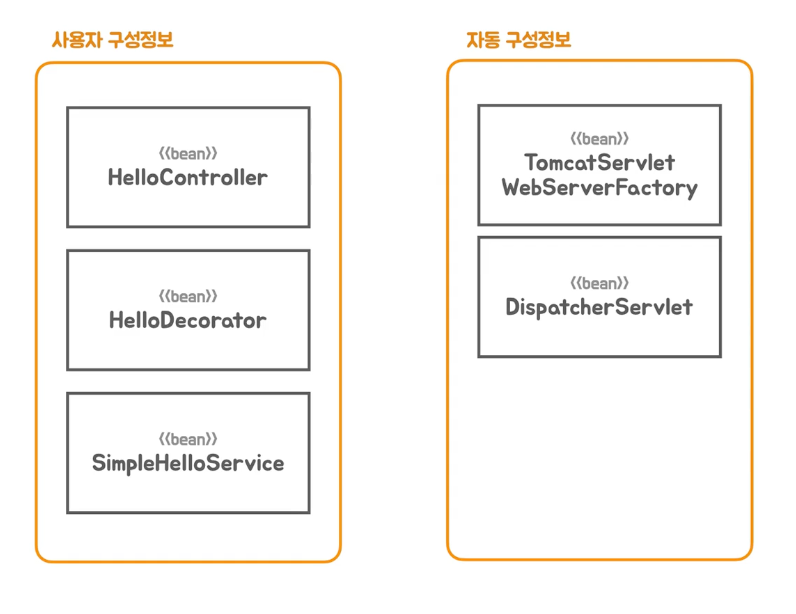 사용자 구성정보
《bean》
HelloController
《bean》
HelloDecorator
《bean》
SimpleHelloService
자동 구성정보
《bean》
TomcatServlet
WebServerFactory
《bean》
DispatcherServlet